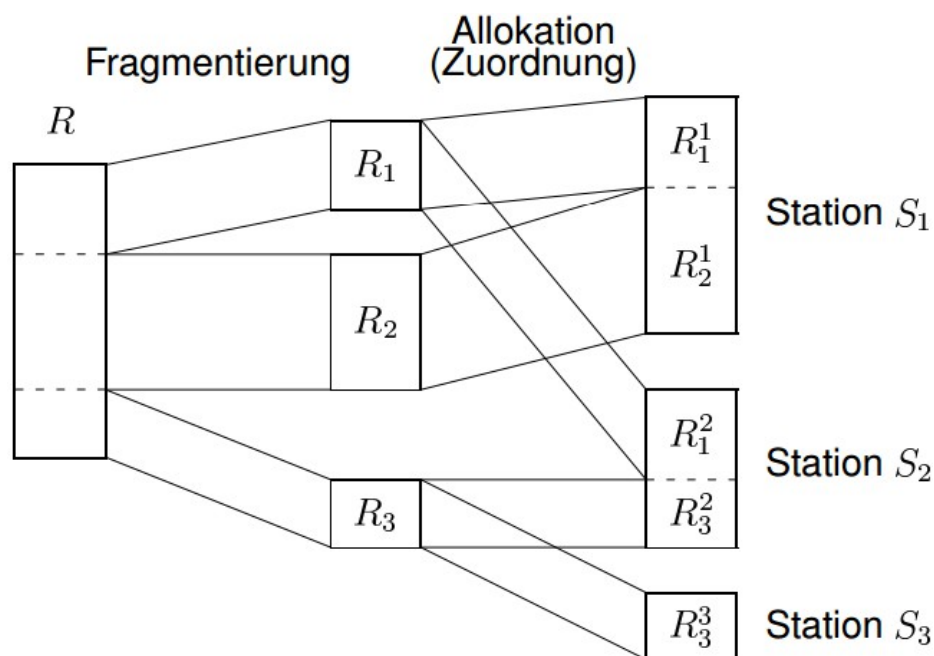 Fragmentierung
Allokation
(Zuordnung)
R
R₁
R₂
R₃
R₁¹
R₂¹
Station S₁
R₁²
R₃²
Station S₂
R₃³
Station S₃